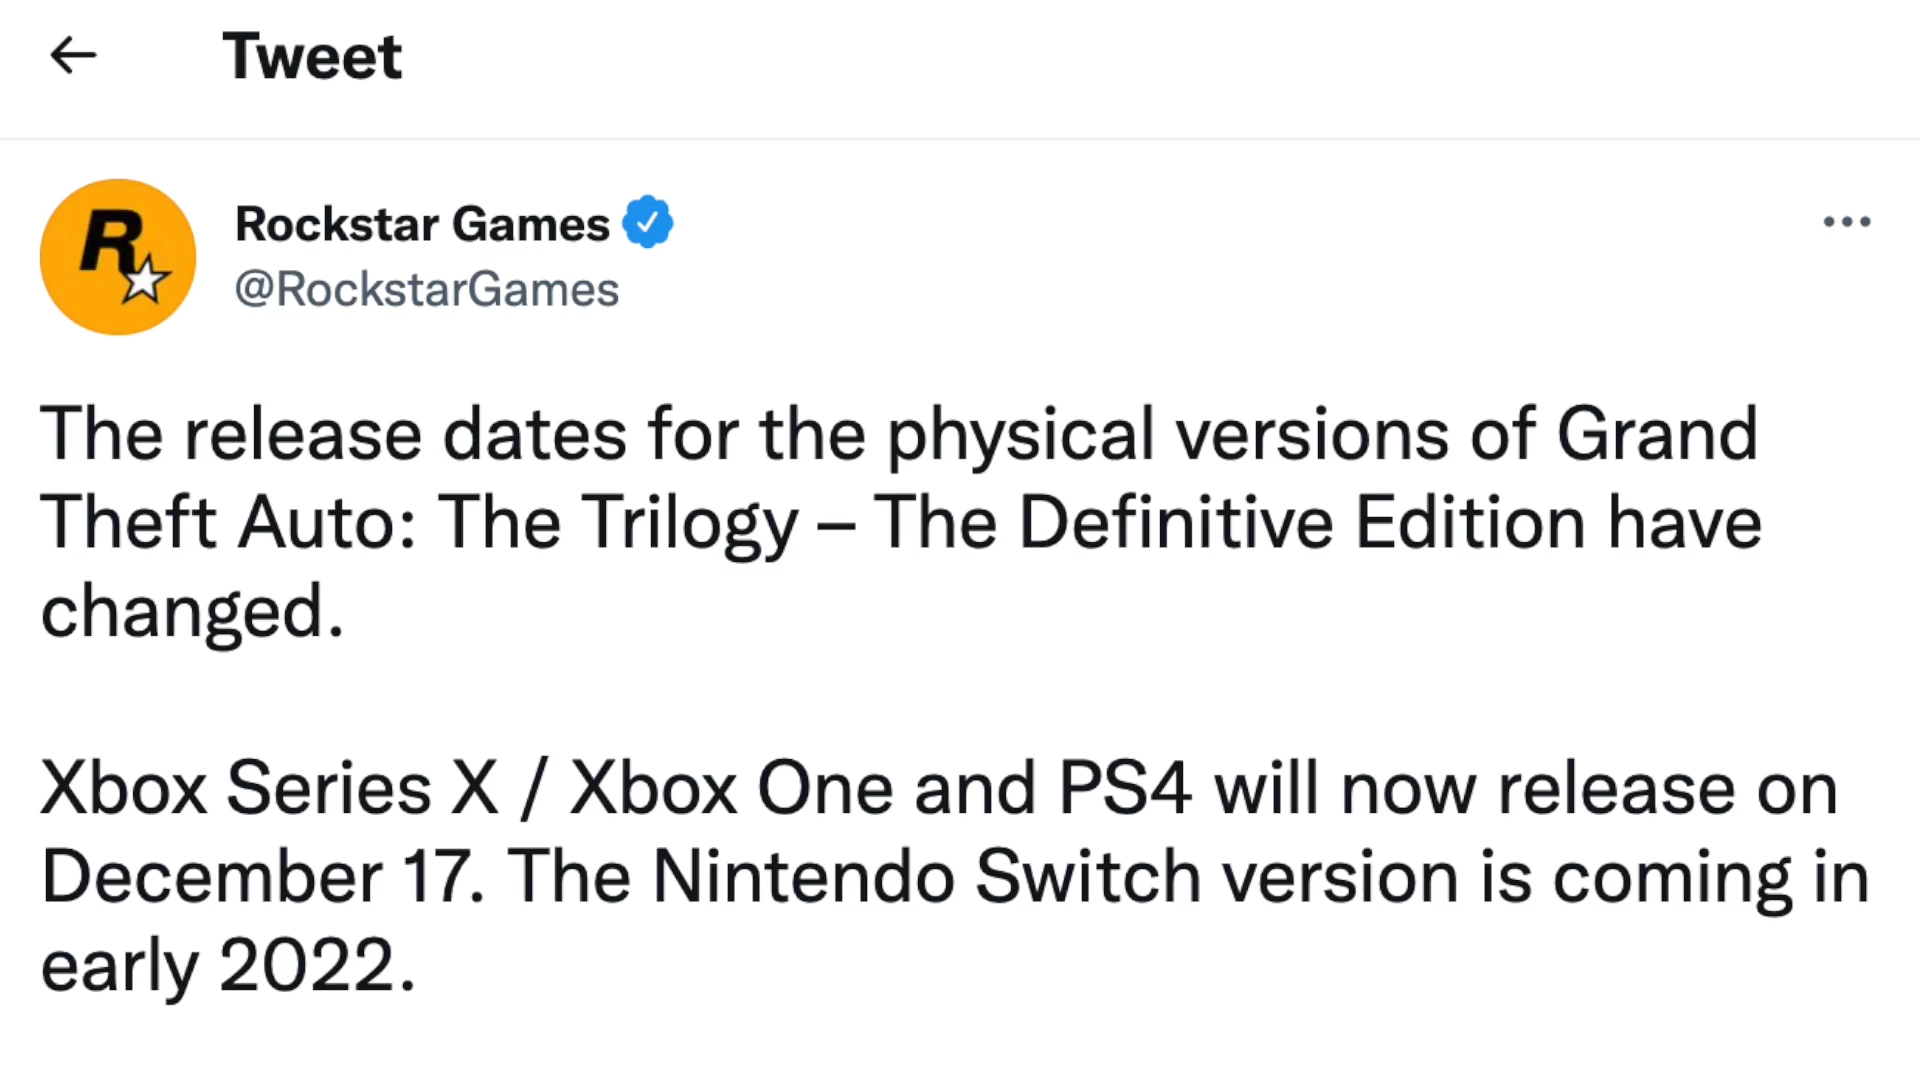 Tweet
R
Rockstar Games
@RockstarGames
The release dates for the physical versions of Grand
Theft Auto: The Trilogy – The Definitive Edition have
changed.
Xbox Series X / Xbox One and PS4 will now release on
December 17. The Nintendo Switch version is coming in
early 2022.